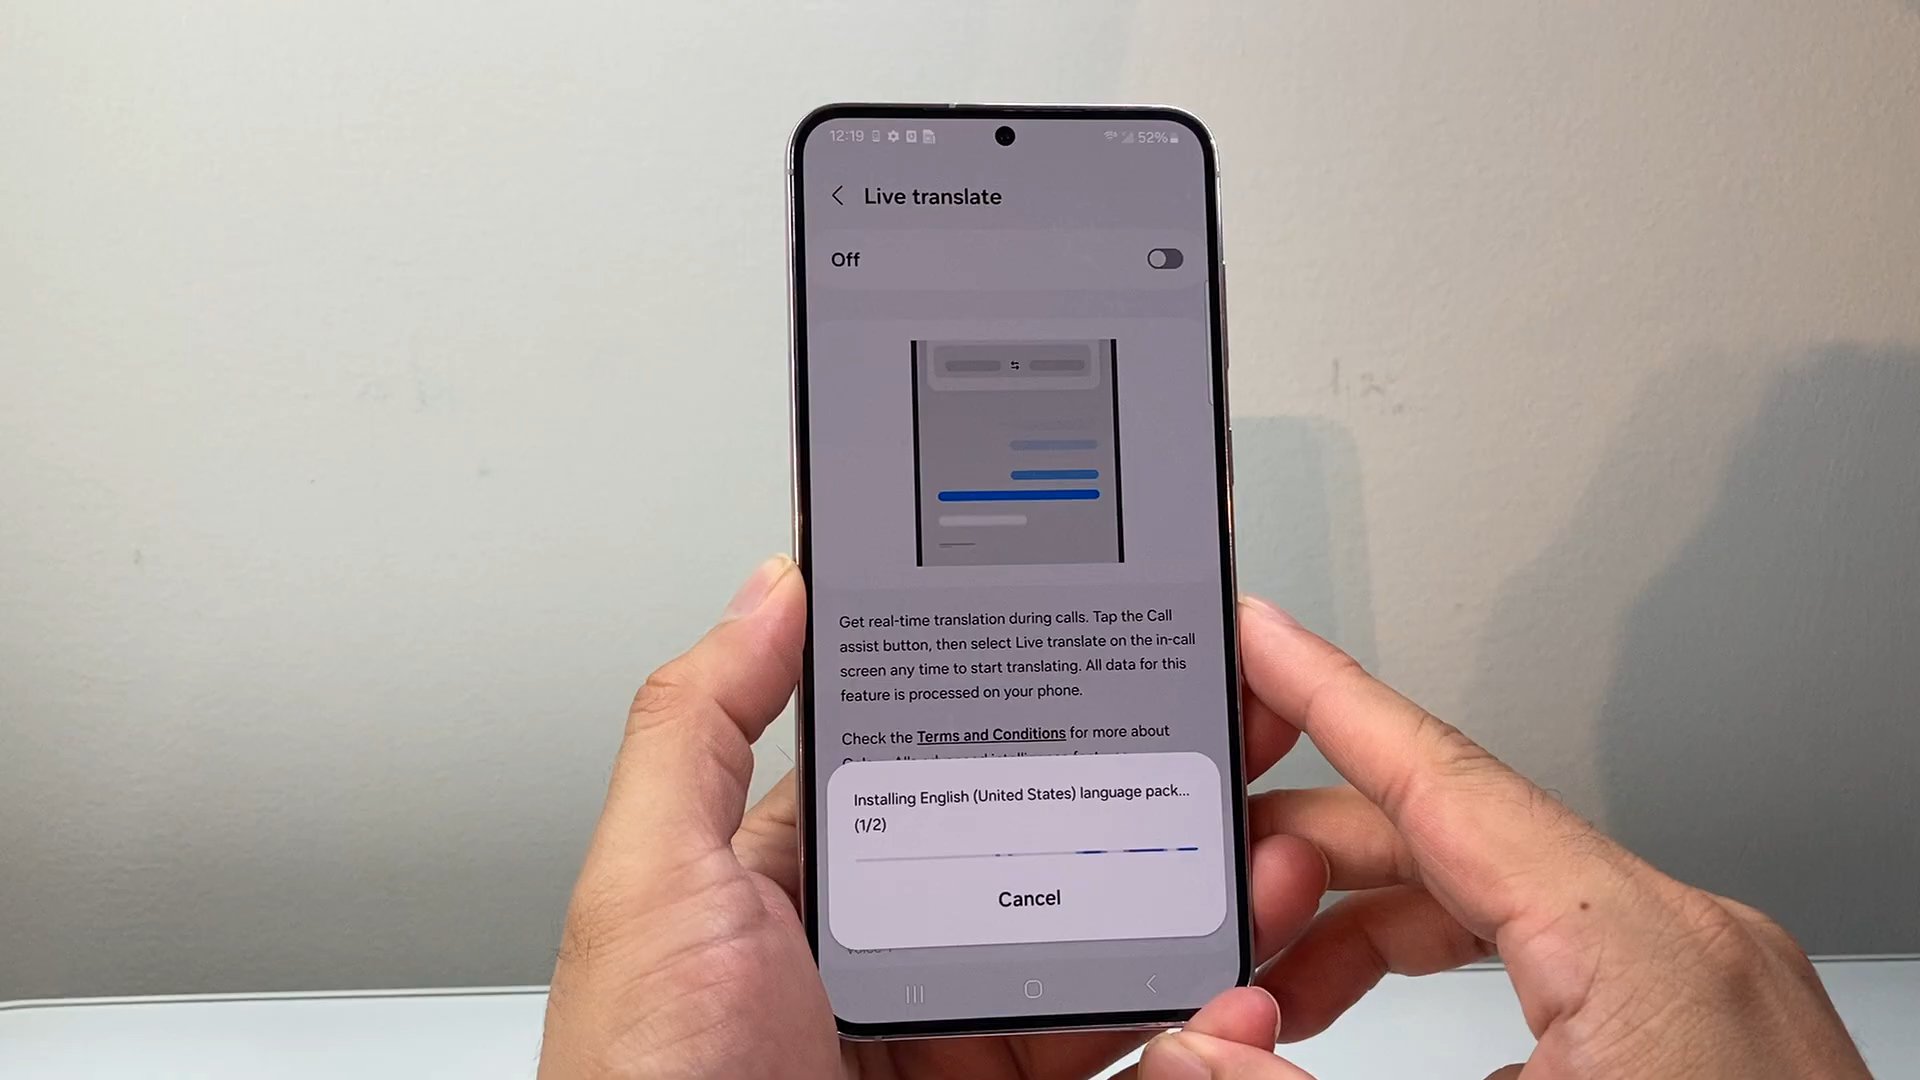 12:19
52%
Live translate
Off
Get real-time translation during calls. Tap the Call
assist button, then select Live translate on the in-call
screen any time to start translating. All data for this
feature is processed on your phone.
Check the Terms and Conditions for more about
Installing English (United States) language pack...
(1/2)
Cancel